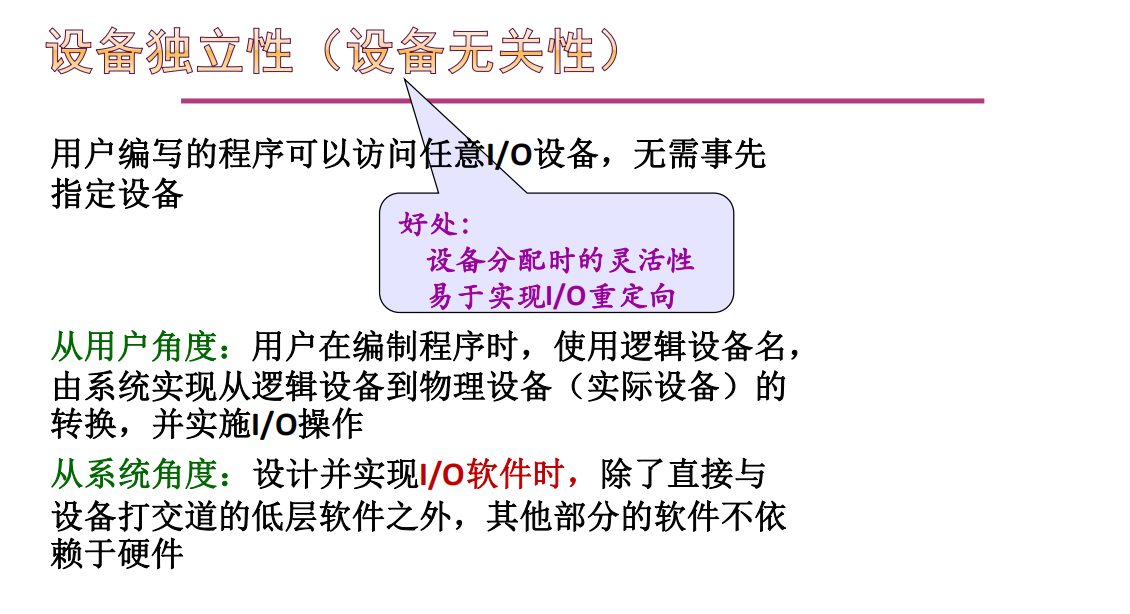 设备独立性（设备无关性）
用户编写的程序可以访问任意I/O设备，无需事先
指定设备
好处：
设备分配时的灵活性
易于实现I/O重定向
从用户角度：用户在编制程序时，使用逻辑设备名，
由系统实现从逻辑设备到物理设备（实际设备）的
转换，并实施I/O操作
从系统角度：设计并实现I/O软件时，除了直接与
设备打交道的低层软件之外，其他部分的软件不依
赖于硬件